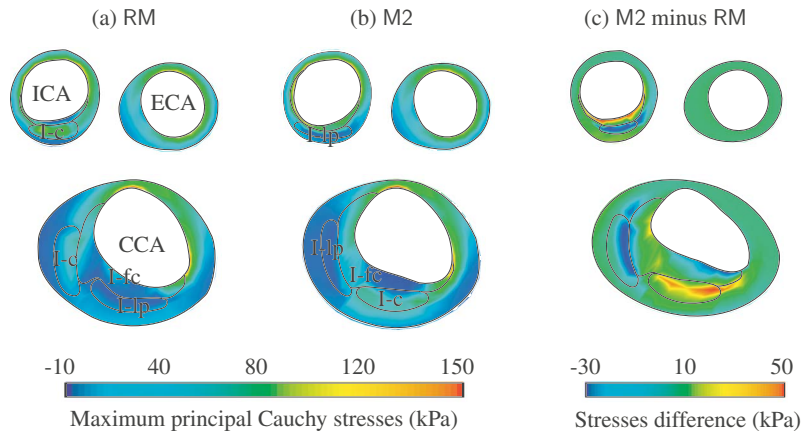 (a) RM
(b) M2
(c) M2 minus RM
ICA
ECA
I-c
I-lp
CCA
I-c
I-fc
I-lp
I-lp
I-fc
I-c
-10 40 80 120 150
-30 10 50
Maximum principal Cauchy stresses (kPa)
Stresses difference (kPa)